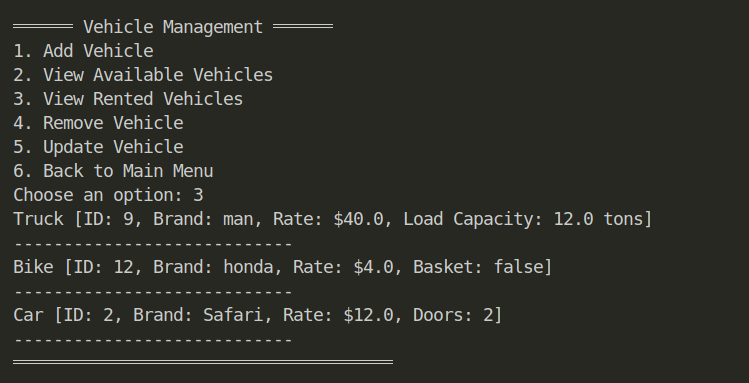 ══════ Vehicle Management ══════
1. Add Vehicle
2. View Available Vehicles
3. View Rented Vehicles
4. Remove Vehicle
5. Update Vehicle
6. Back to Main Menu
Choose an option: 3
Truck [ID: 9, Brand: man, Rate: $40.0, Load Capacity: 12.0 tons]
----------------------------
Bike [ID: 12, Brand: honda, Rate: $4.0, Basket: false]
----------------------------
Car [ID: 2, Brand: Safari, Rate: $12.0, Doors: 2]
----------------------------
══════════════════════════════════════